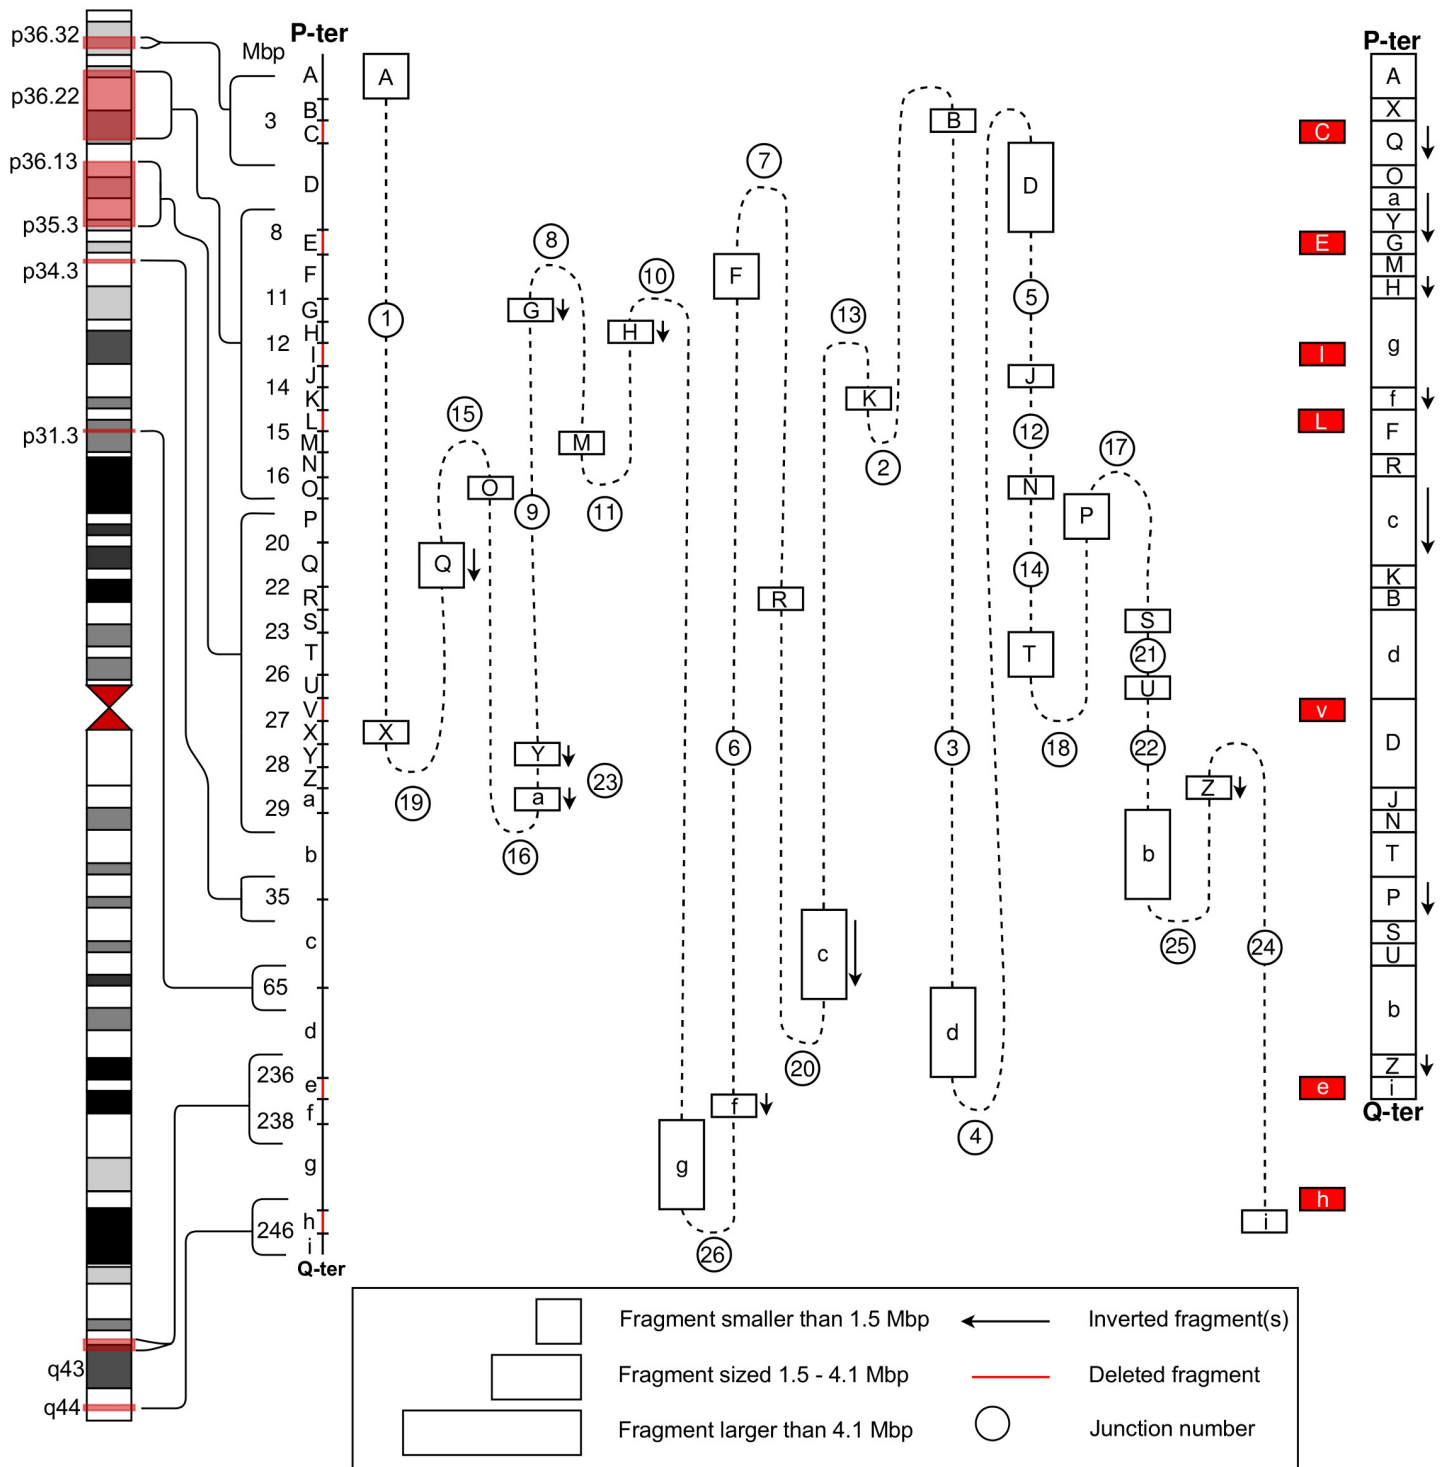 p36.32
p36.22
p36.13
p35.3
p34.3
p31.3
q43
q44
Mbp
3
8
11
12
14
15
16
20
22
23
26
27
28
29
35
65
236
238
246
P-ter
A
B
C
D
E
F
G
H
I
J
K
L
M
N
O
P
Q
R
S
T
U
V
X
Y
Z
a
b
c
d
e
f
g
h
i
Q-ter
A
1
X
19
Q
15
O
16
a
23
Y
9
G
8
M
11
H
10
g
26
f
6
F
7
R
20
c
13
K
2
B
3
d
4
D
5
J
12
N
14
T
18
P
17
S
21
U
22
b
25
Z
24
i
C
E
I
L
v
e
h
P-ter
A
X
Q
O
a
Y
G
M
H
g
f
F
R
c
K
B
d
D
J
N
T
P
S
U
b
Z
i
Q-ter
Fragment smaller than 1.5 Mbp
Inverted fragment(s)
Fragment sized 1.5 - 4.1 Mbp
Deleted fragment
Fragment larger than 4.1 Mbp
Junction number